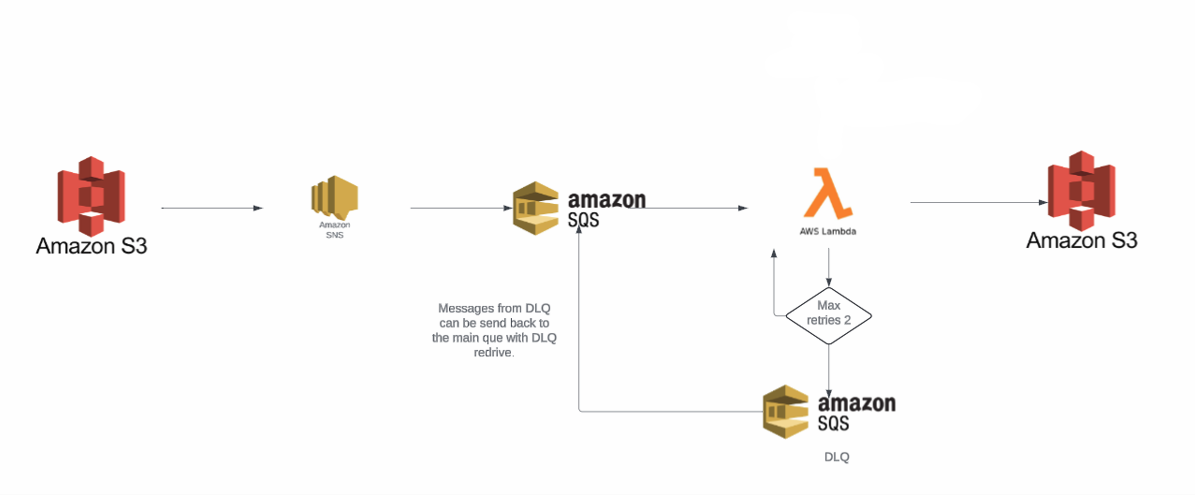 Amazon S3
Amazon
SNS
amazon
SQS
AWS Lambda
Amazon S3
Messages from DLQ
can be send back to
the main que with DLQ
redrive.
Max
retries 2
amazon
SQS
DLQ